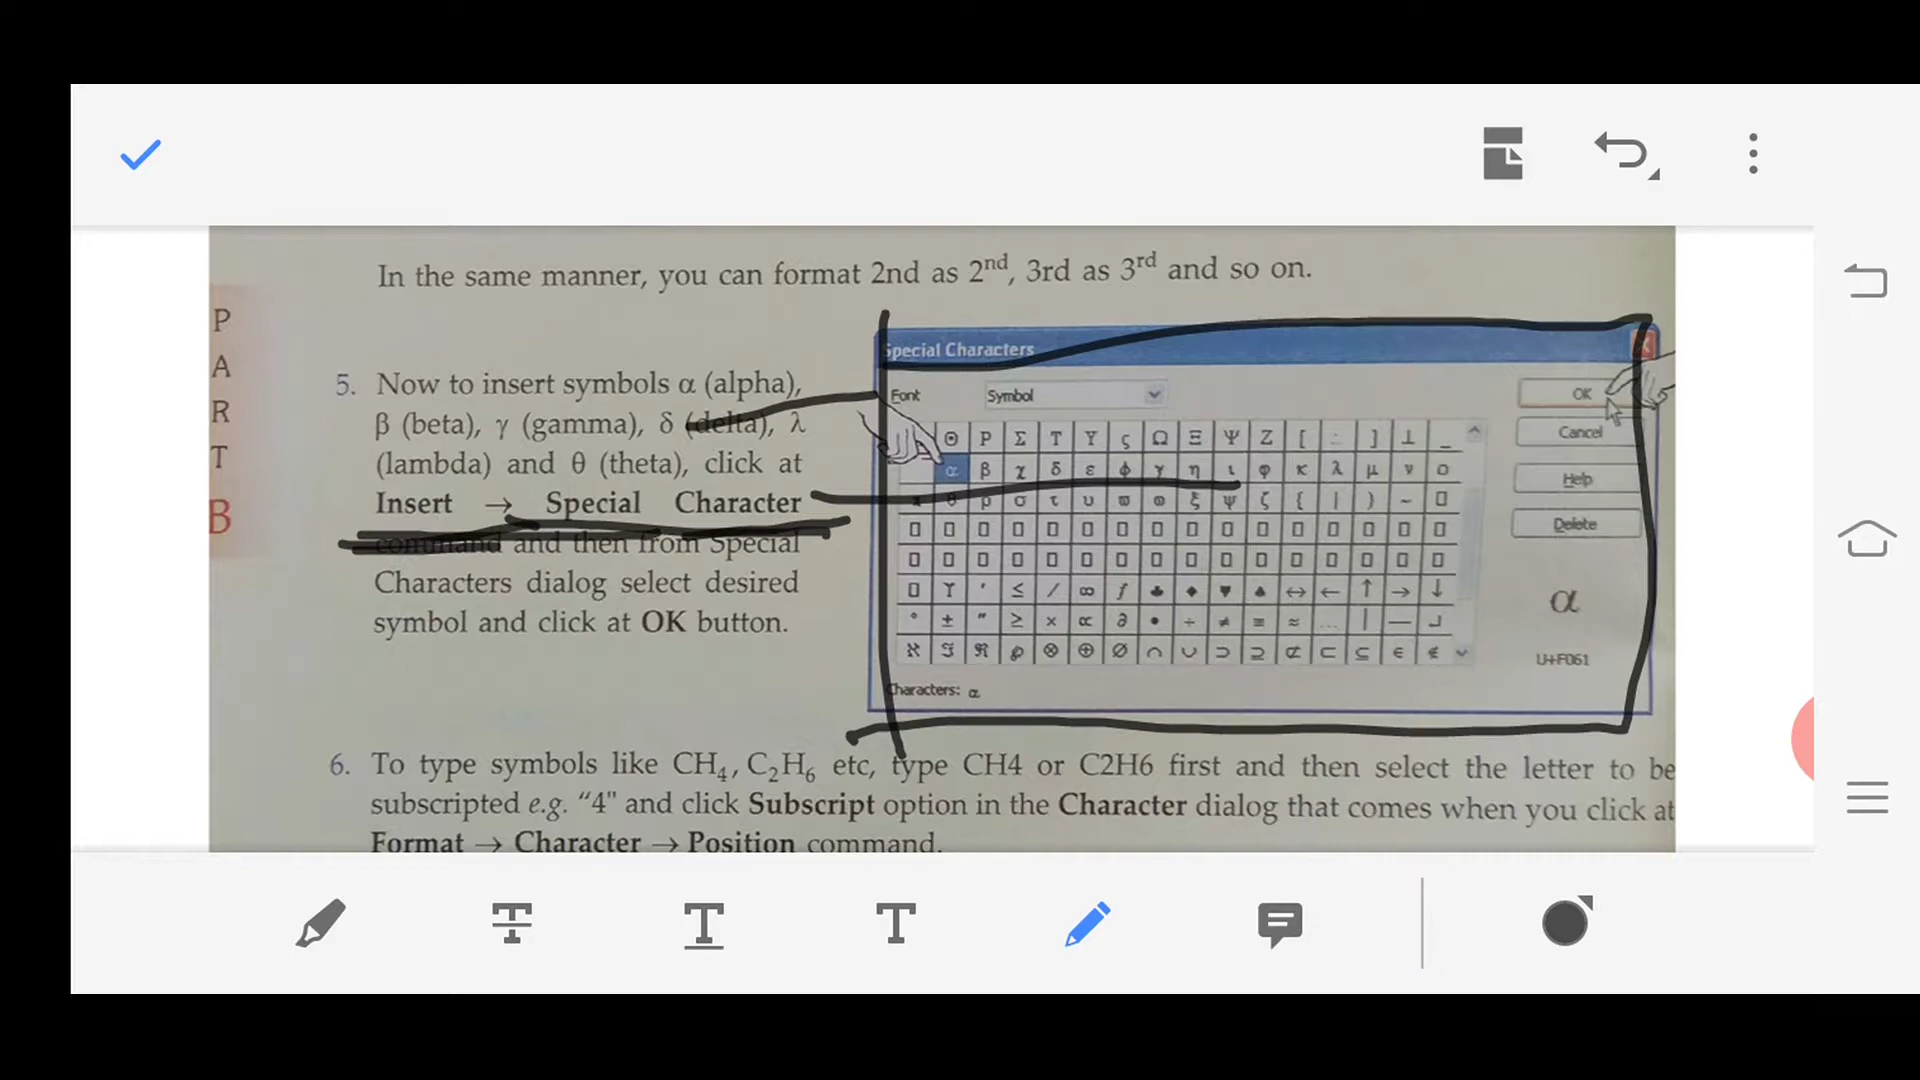 In the same manner, you can format 2nd as 2nd, 3rd as 3rd and so on.
P
A
R
T
B
5. Now to insert symbols α (alpha),
β (beta), γ (gamma), δ (delta), λ
(lambda) and θ (theta), click at
Insert → Special Character
command and then from Special
Characters dialog select desired
symbol and click at OK button.
Special Characters
Font Symbol
OK
Cancel
Help
Delete
Θ Ρ Σ Τ Υ ς Ω Ξ Ψ Ζ [ ∴ ] ⊥ _
α β χ δ ε ϕ γ η ι φ κ λ μ ν ο
θ ρ σ τ υ ϖ ω ξ ψ ζ { | } ~
ϒ ′ ≤ / ∞ ƒ ♣ ♦ ♥ ♠ ↔ ← ↑ → ↓
° ± ″ ≥ × ∝ ∂ • ÷ ≠ ≡ ≈ … | — ↵
ℵ ℑ ℜ ℘ ⊗ ⊕ ∅ ∩ ∪ ⊃ ⊇ ⊄ ⊂ ⊆ ∈ ∉
α
U+F061
Characters: α
6. To type symbols like CH4, C2H6 etc, type CH4 or C2H6 first and then select the letter to be
subscripted e.g. “4" and click Subscript option in the Character dialog that comes when you click at
Format → Character → Position command.